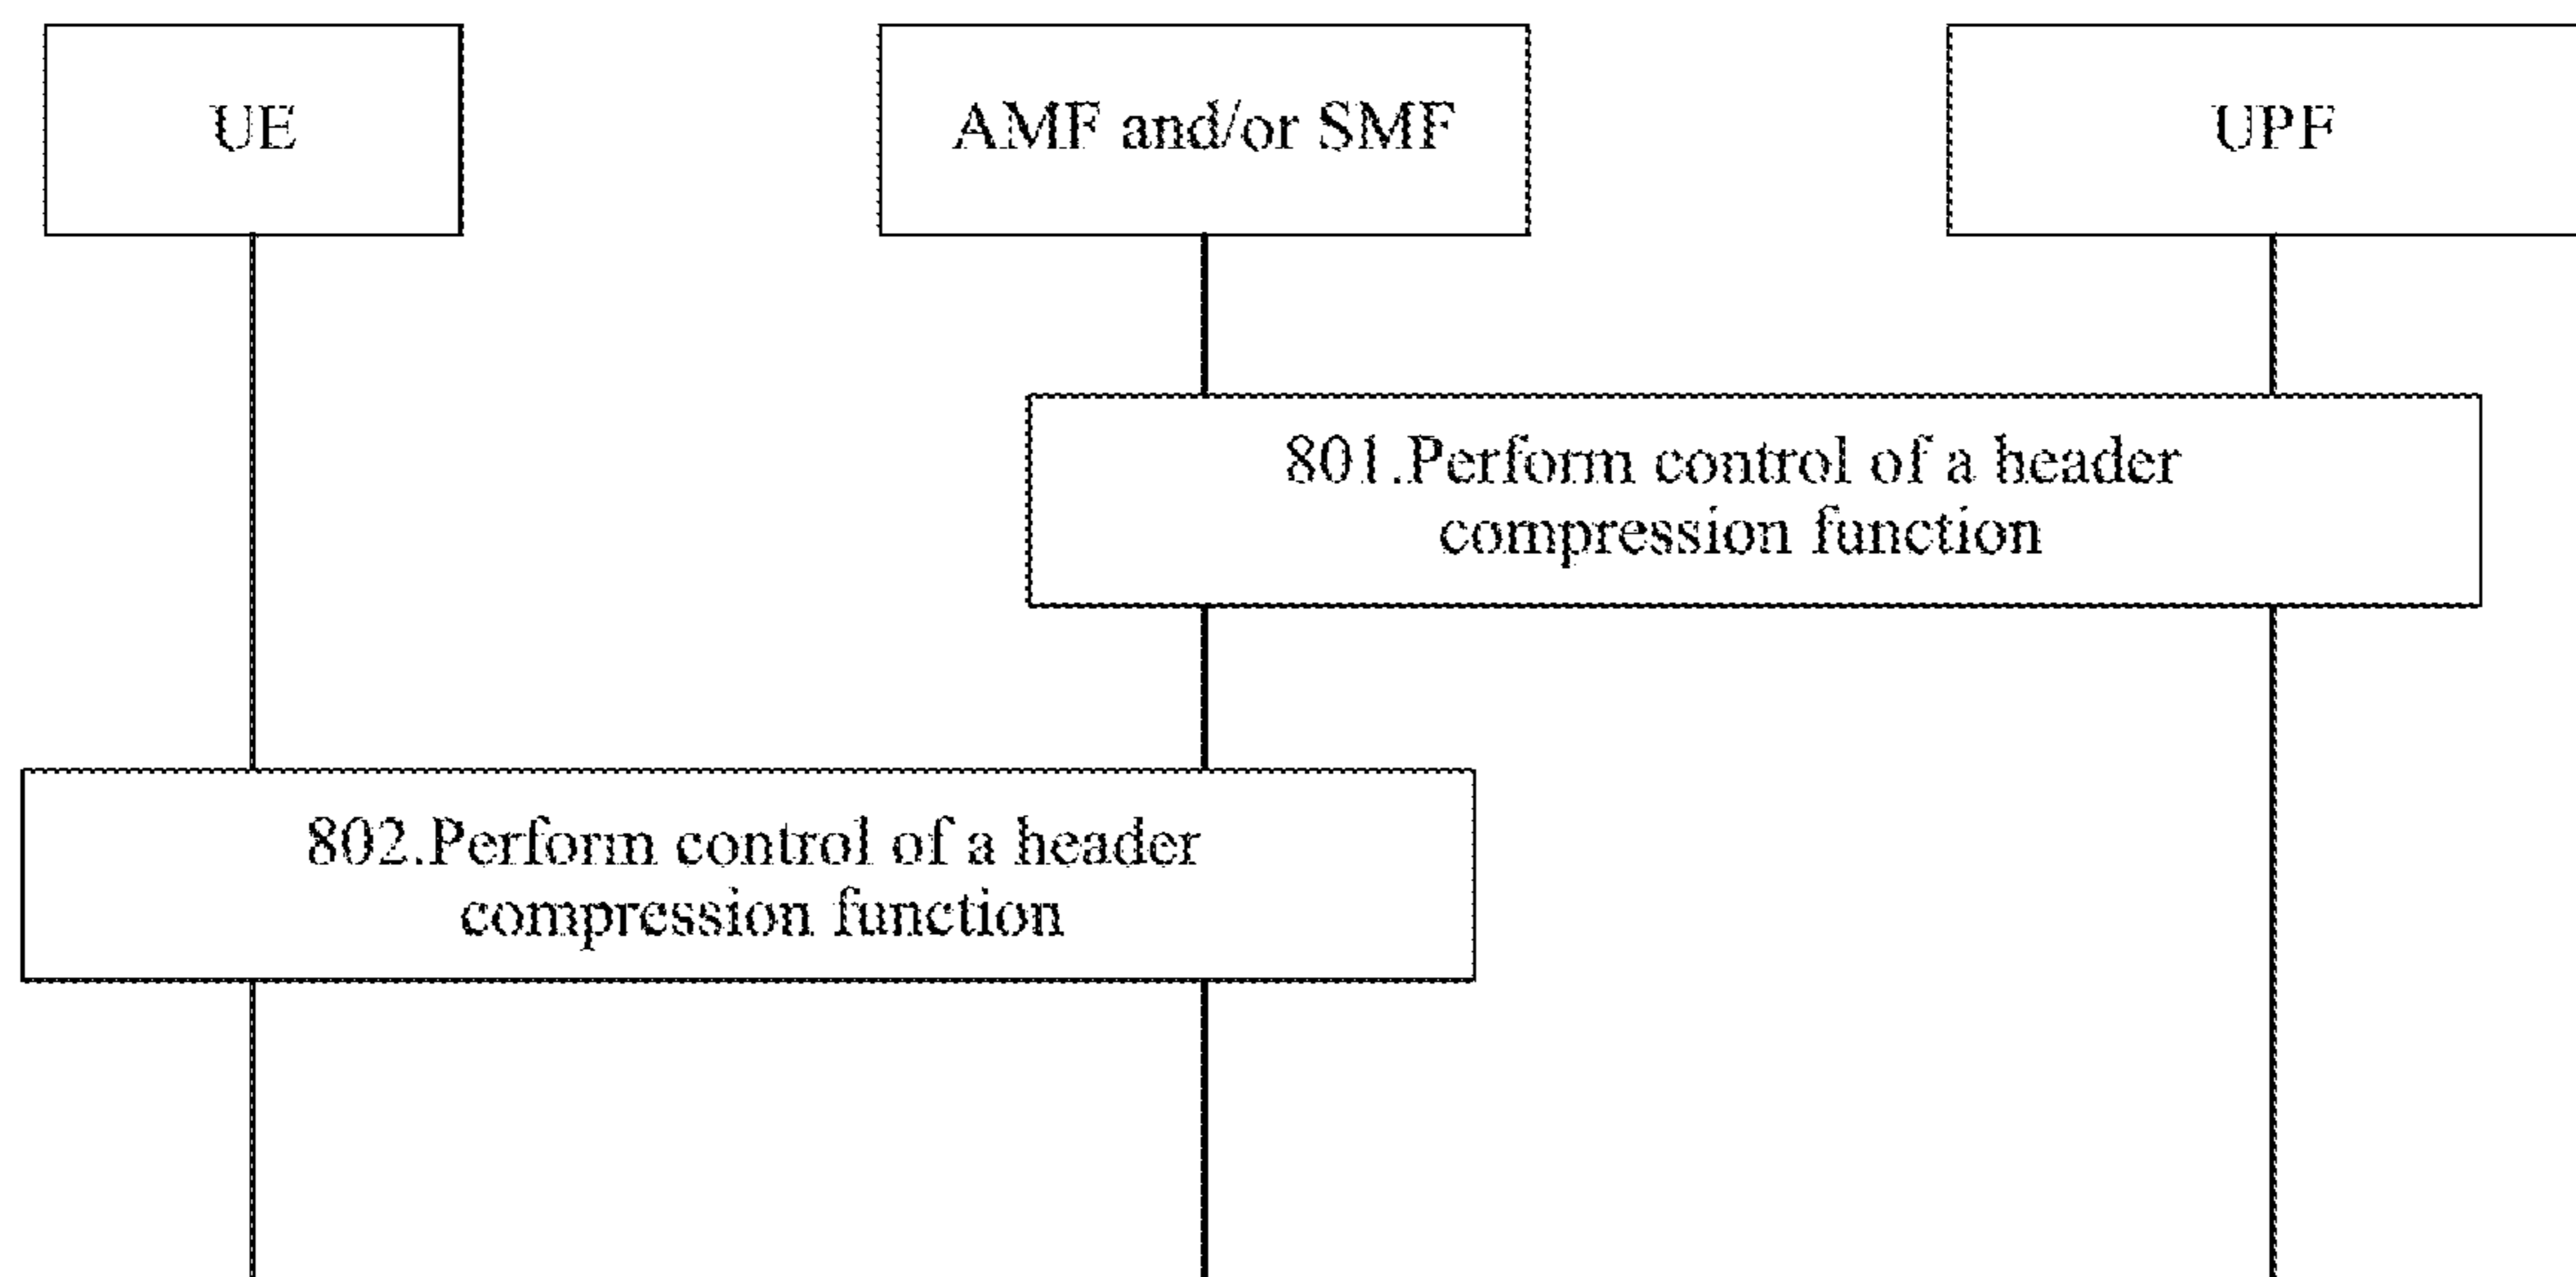 UE
AMF and/or SMF
UPF
801.Perform control of a header
compression function
802.Perform control of a header
compression function